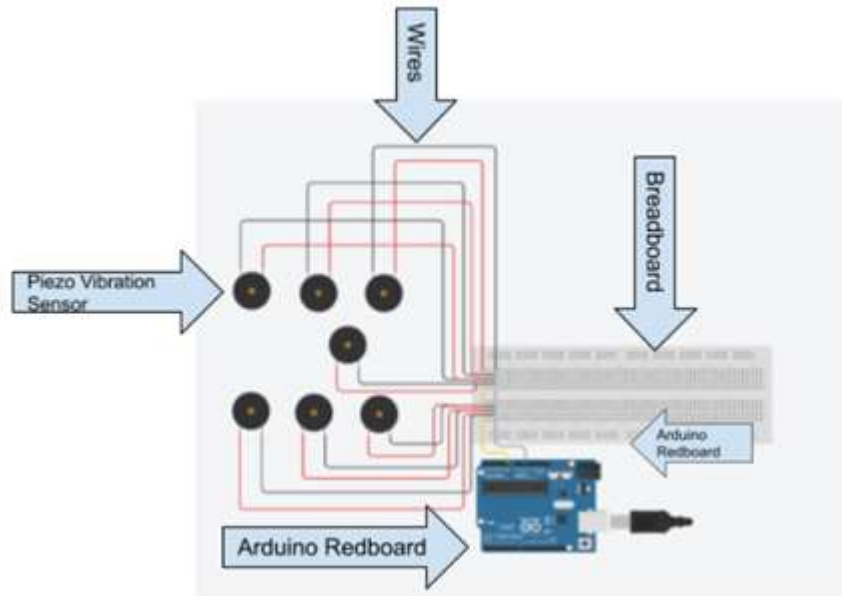 Wires
Breadboard
Piezo Vibration
Sensor
Arduino
Redboard
Arduino Redboard